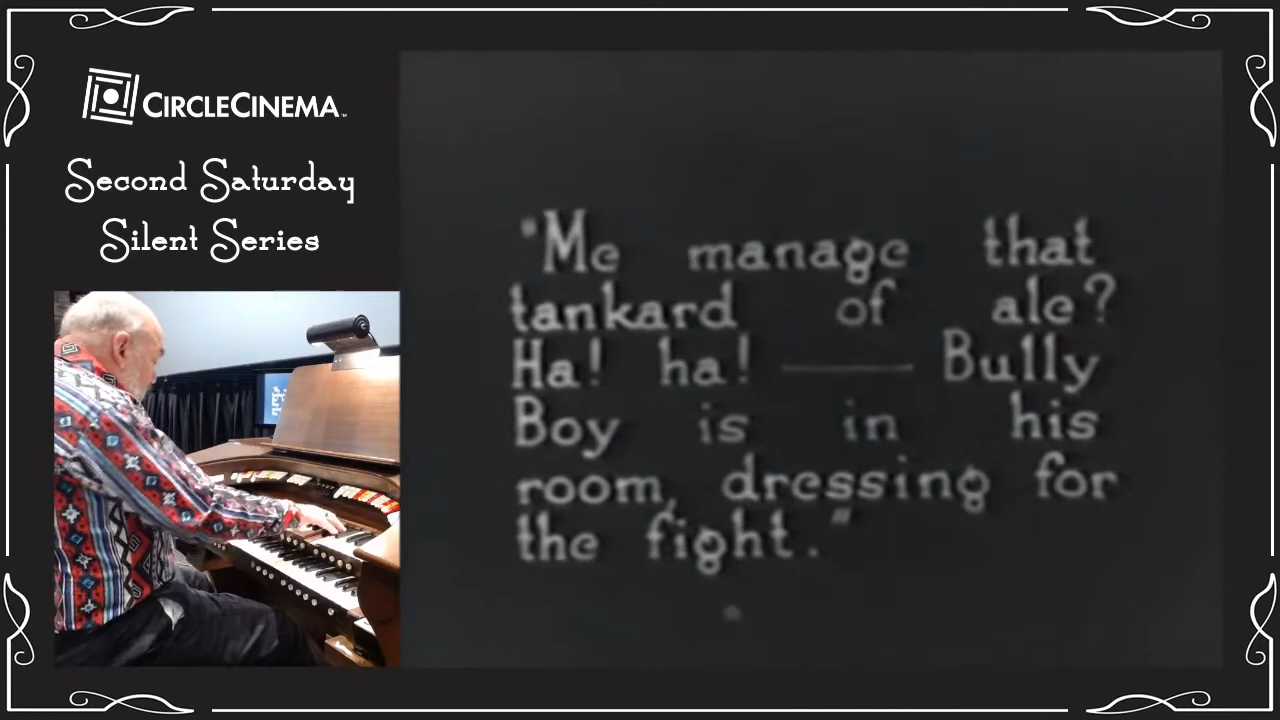 CIRCLECINEMA
Second Saturday
Silent Series
"Me manage that
tankard of ale?
Ha! ha! — Bully
Boy is in his
room, dressing for
the fight."